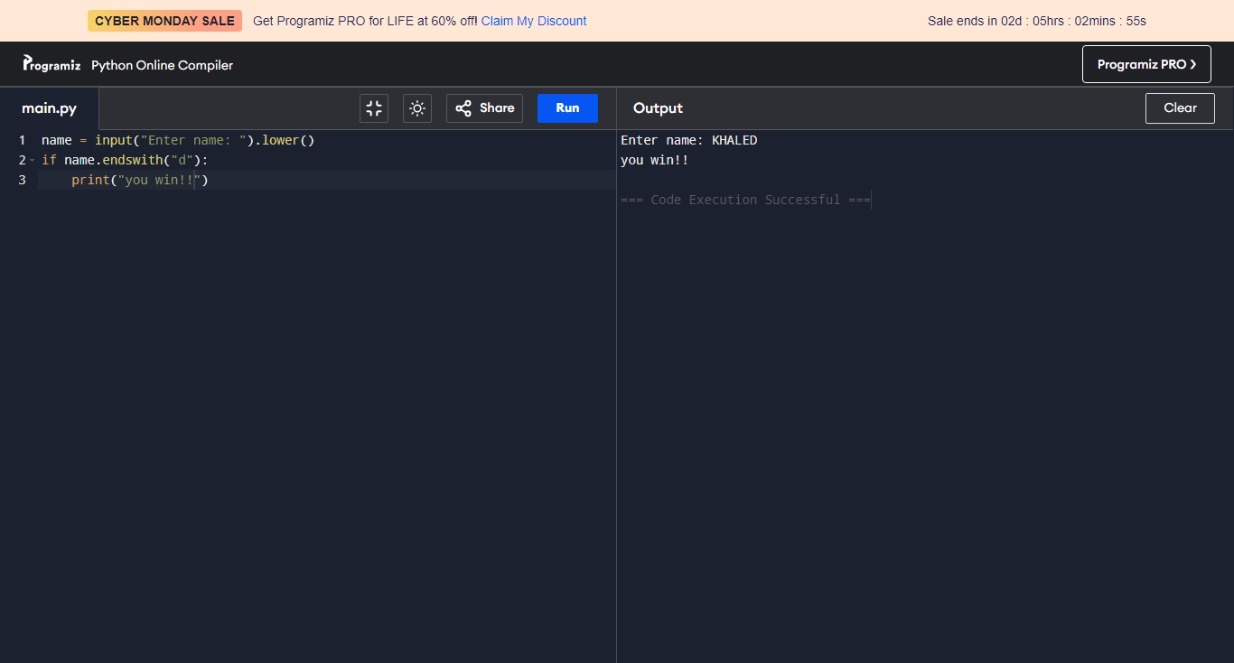 CYBER MONDAY SALE Get Programiz PRO for LIFE at 60% off! Claim My Discount Sale ends in 02d : 05hrs : 02mins : 55s
Programiz Python Online Compiler Programiz PRO >
main.py Share Run Output Clear
1 name = input("Enter name: ").lower()
2 if name.endswith("d"):
3     print("you win!!")
Enter name: KHALED
you win!!
=== Code Execution Successful ===